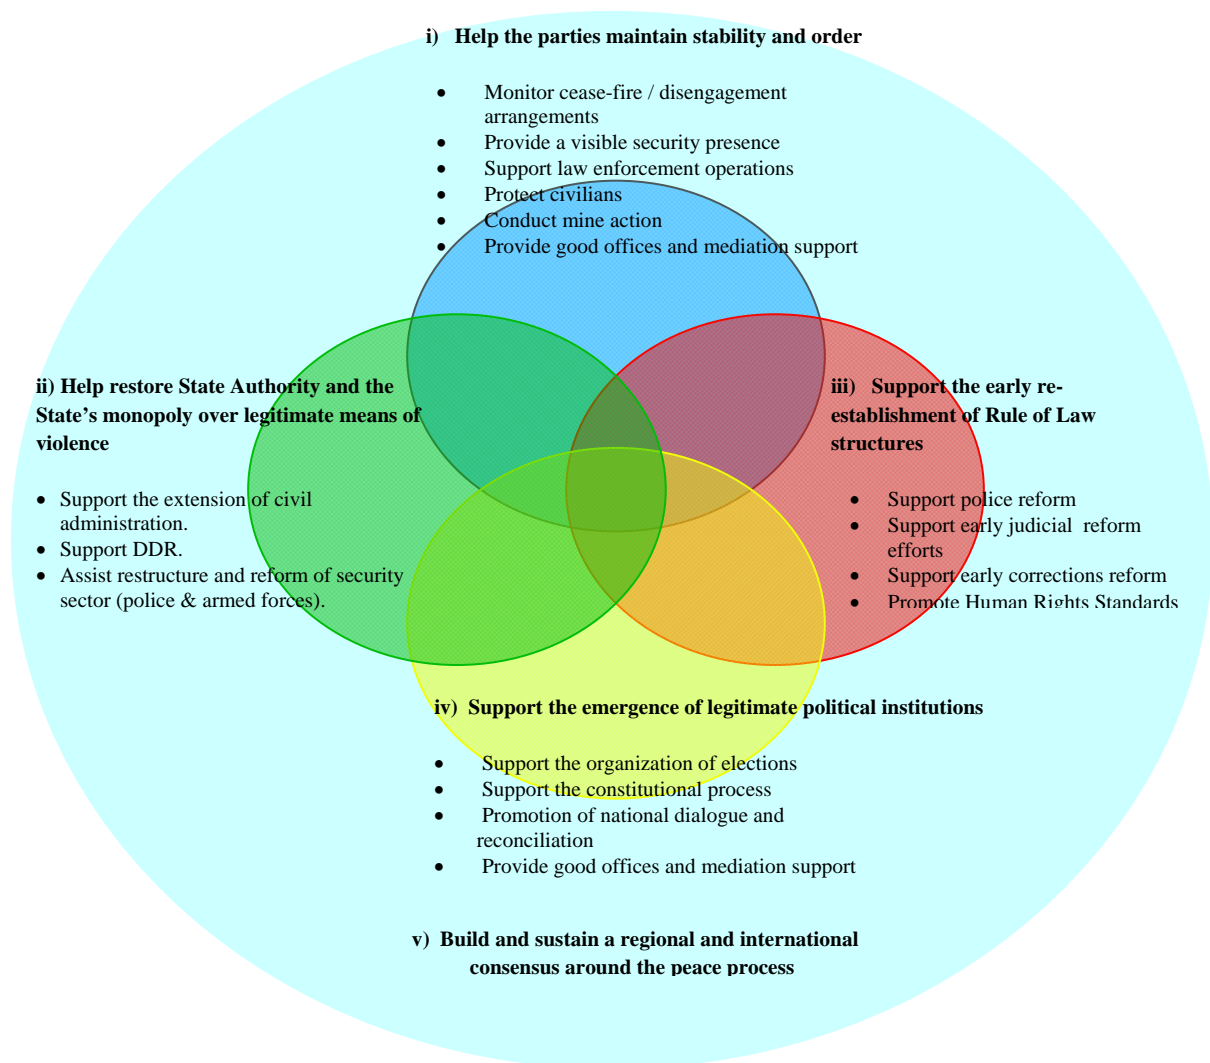 i) Help the parties maintain stability and order
• Monitor cease-fire / disengagement
arrangements
• Provide a visible security presence
• Support law enforcement operations
• Protect civilians
• Conduct mine action
• Provide good offices and mediation support
ii) Help restore State Authority and the
State's monopoly over legitimate means of
violence
• Support the extension of civil
administration.
• Support DDR.
• Assist restructure and reform of security
sector (police & armed forces).
iii) Support the early re-
establishment of Rule of Law
structures
• Support police reform
• Support early judicial reform
efforts
• Support early corrections reform
• Promote Human Rights Standards
iv) Support the emergence of legitimate political institutions
• Support the organization of elections
• Support the constitutional process
• Promotion of national dialogue and
reconciliation
• Provide good offices and mediation support
v) Build and sustain a regional and international
consensus around the peace process